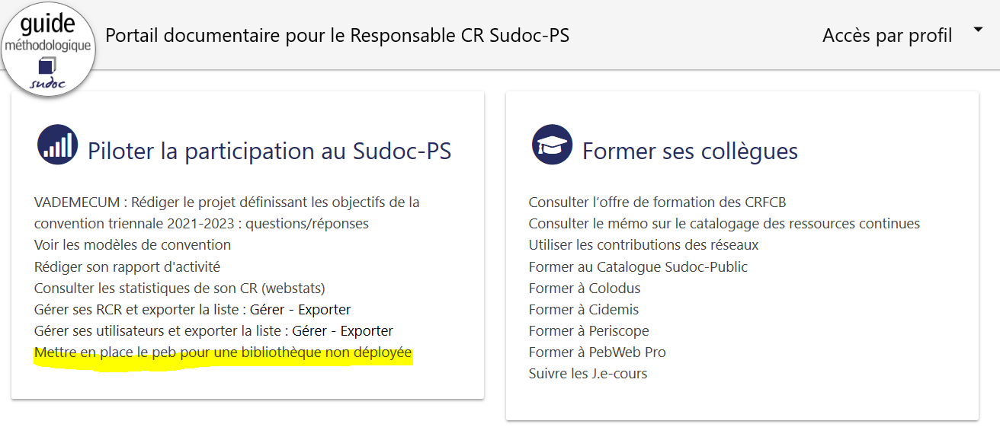 guide
méthodologique
sudoc
Portail documentaire pour le Responsable CR Sudoc-PS
Accès par profil
Piloter la participation au Sudoc-PS
VADEMECUM : Rédiger le projet définissant les objectifs de la
convention triennale 2021-2023 : questions/réponses
Voir les modèles de convention
Rédiger son rapport d'activité
Consulter les statistiques de son CR (webstats)
Gérer ses RCR et exporter la liste : Gérer - Exporter
Gérer ses utilisateurs et exporter la liste : Gérer - Exporter
Mettre en place le peb pour une bibliothèque non déployée
Former ses collègues
Consulter l’offre de formation des CRFCB
Consulter le mémo sur le catalogage des ressources continues
Utiliser les contributions des réseaux
Former au Catalogue Sudoc-Public
Former à Colodus
Former à Cidemis
Former à Periscope
Former à PebWeb Pro
Suivre les J.e-cours